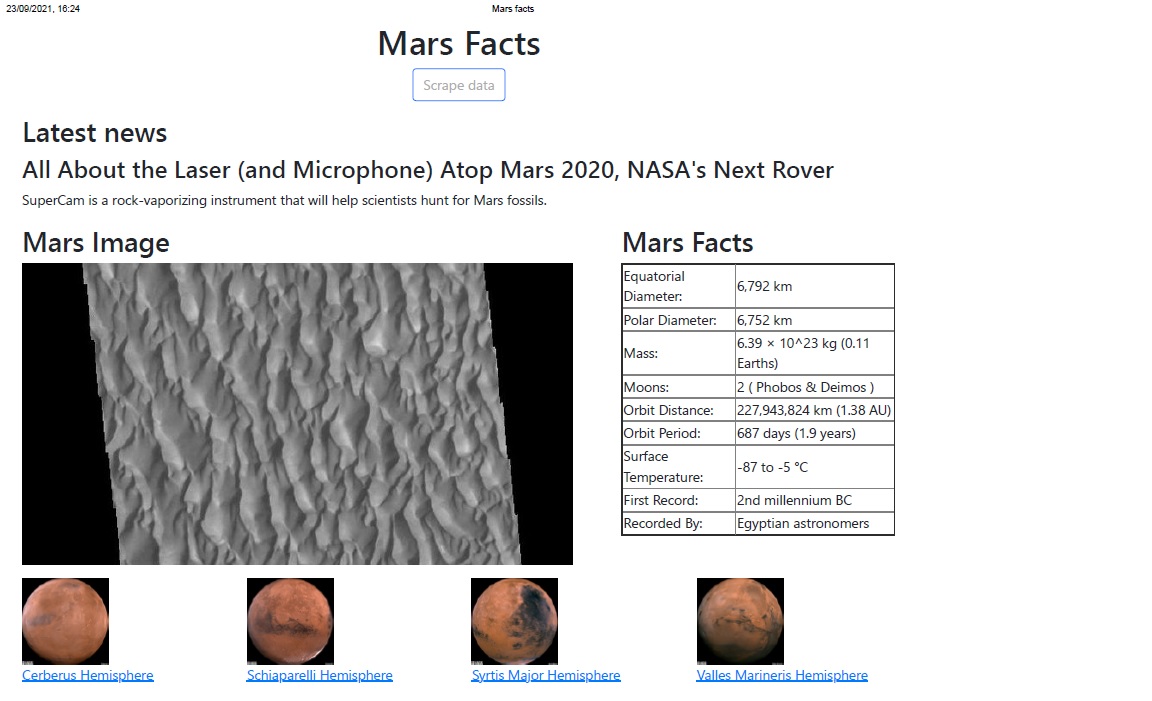 23/09/2021, 16:24
Mars facts
Mars Facts
Scrape data
Latest news
All About the Laser (and Microphone) Atop Mars 2020, NASA's Next Rover
SuperCam is a rock-vaporizing instrument that will help scientists hunt for Mars fossils.
Mars Image
Mars Facts
Equatorial
Diameter:
6,792 km
Polar Diameter:
6,752 km
Mass:
6.39 × 10^23 kg (0.11
Earths)
Moons:
2 ( Phobos & Deimos )
Orbit Distance:
227,943,824 km (1.38 AU)
Orbit Period:
687 days (1.9 years)
Surface
Temperature:
-87 to -5 °C
First Record:
2nd millennium BC
Recorded By:
Egyptian astronomers
Cerberus Hemisphere
Schiaparelli Hemisphere
Syrtis Major Hemisphere
Valles Marineris Hemisphere